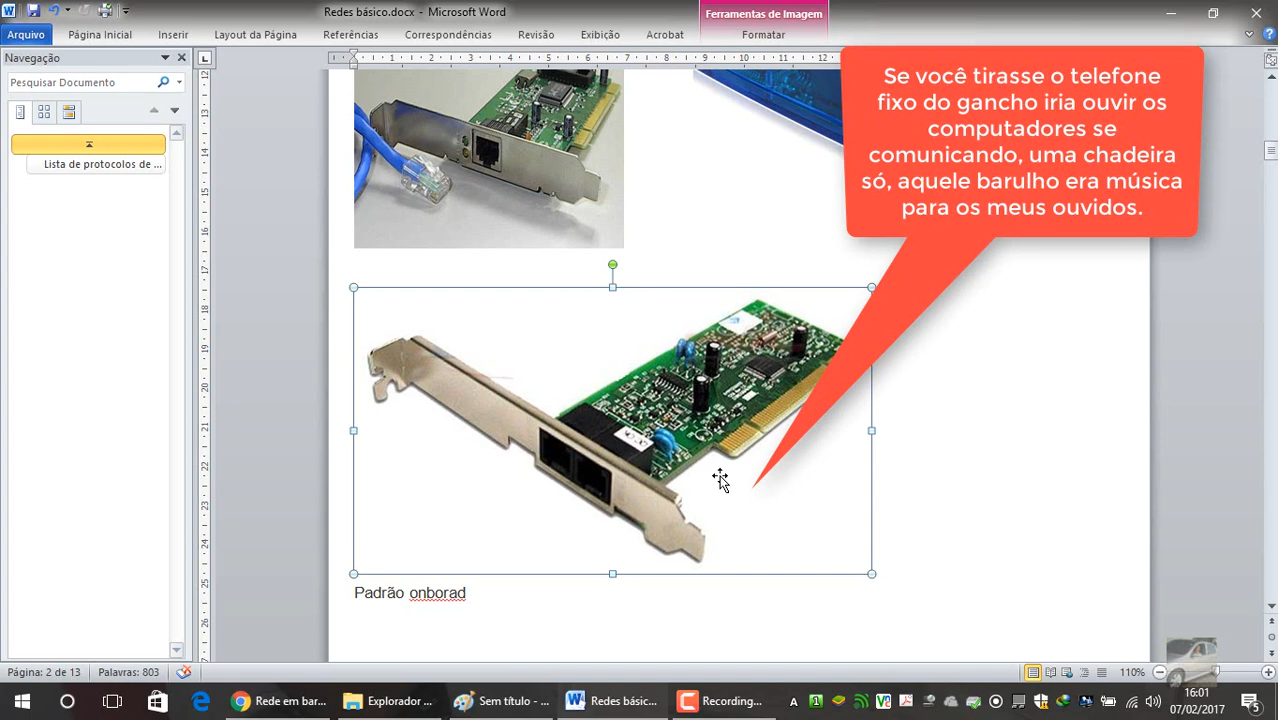 Redes básico.docx - Microsoft Word
Ferramentas de Imagem
Arquivo
Página Inicial
Inserir
Layout da Página
Referências
Correspondências
Revisão
Exibição
Acrobat
Formatar
Navegação
Pesquisar Documento
Lista de protocolos de ...
Se você tirasse o telefone
fixo do gancho iria ouvir os
computadores se
comunicando, uma chadeira
só, aquele barulho era música
para os meus ouvidos.
Padrão onborad
Página: 2 de 13
Palavras: 803
110%
Rede em bar...
Explorador ...
Sem título - ...
Redes básic...
Recording...
16:01
07/02/2017